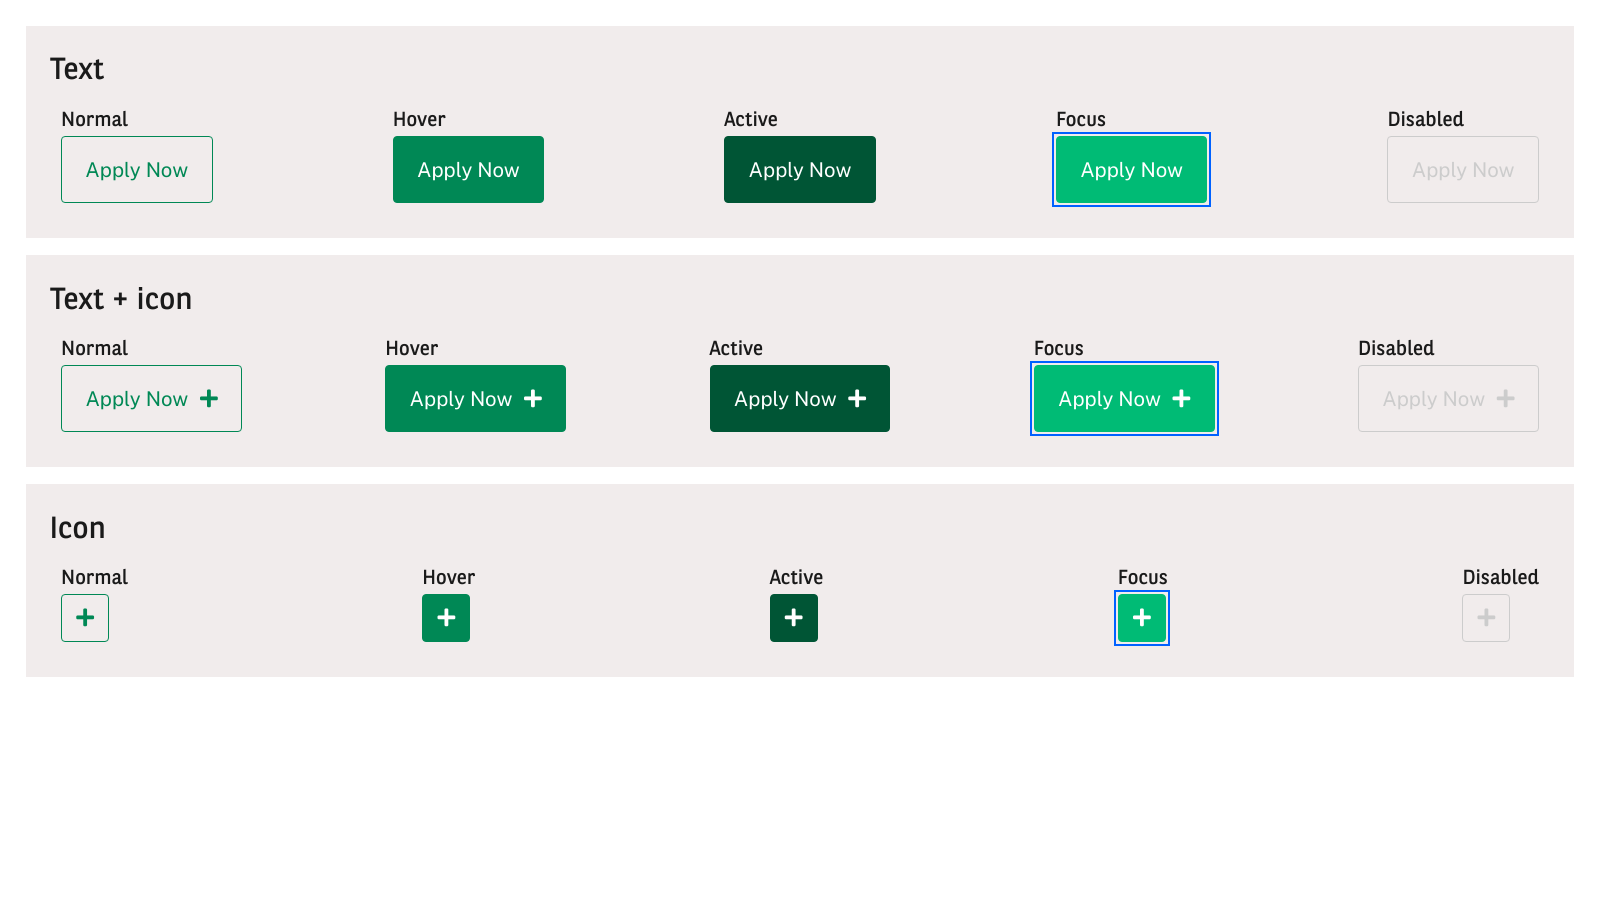 Text
Normal
Hover
Active
Focus
Disabled
Apply Now
Apply Now
Apply Now
Apply Now
Apply Now
Text + icon
Normal
Hover
Active
Focus
Disabled
Apply Now +
Apply Now +
Apply Now +
Apply Now +
Apply Now +
Icon
Normal
Hover
Active
Focus
Disabled
+
+
+
+
+